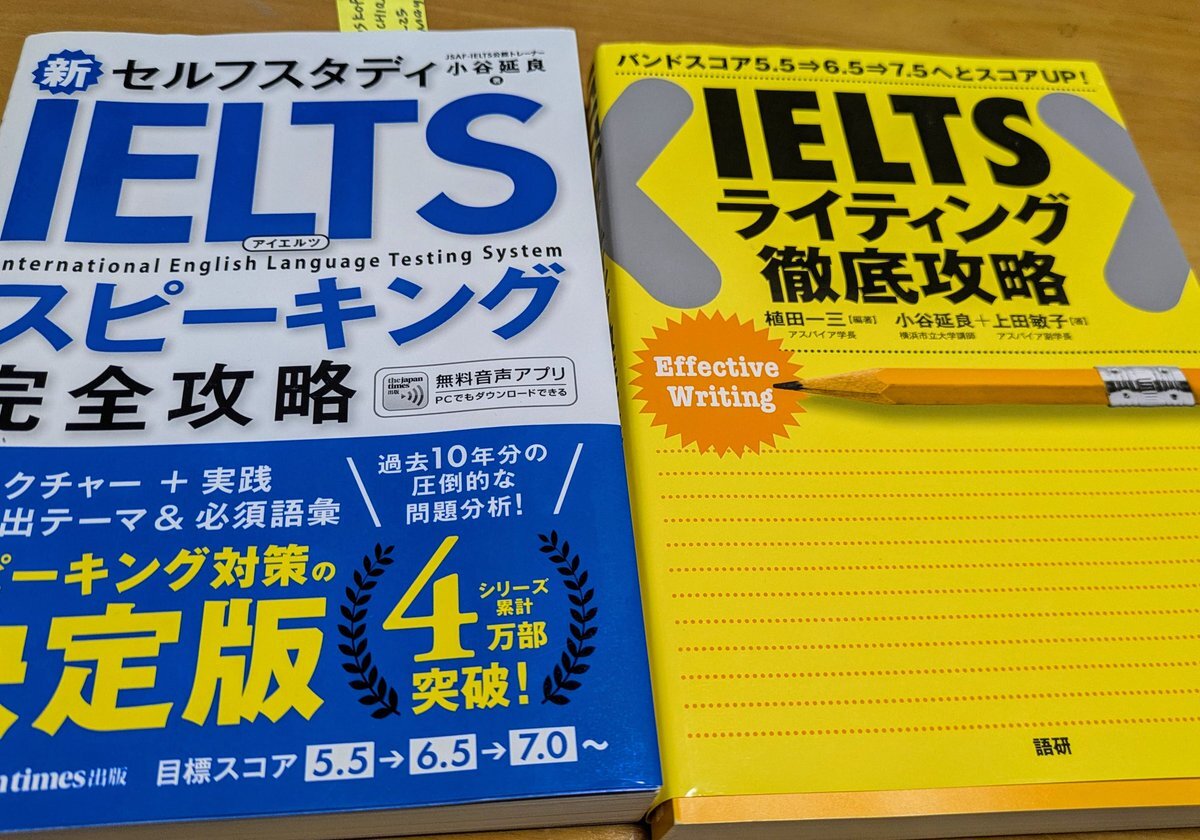 新 セルフスタディ
JSAF-IELTS公認トレーナー
小谷延良
著
IELTS
アイエルツ
International English Language Testing System
スピーキング
完全攻略
the japan times 出版
無料音声アプリ
PCでもダウンロードできる
クチャー + 実践
出テーマ & 必須語彙
過去10年分の
圧倒的な
問題分析!
ピーキング対策の
決定版
シリーズ
累計
4万部
突破!
目標スコア 5.5→6.5→7.0〜
times出版
バンドスコア5.5⇒6.5⇒7.5へとスコアUP!
IELTS
ライティング
徹底攻略
植田一三[編著] 小谷延良+上田敏子[著]
アスパイア学長 横浜市立大学講師 アスパイア副学長
Effective
Writing
語研